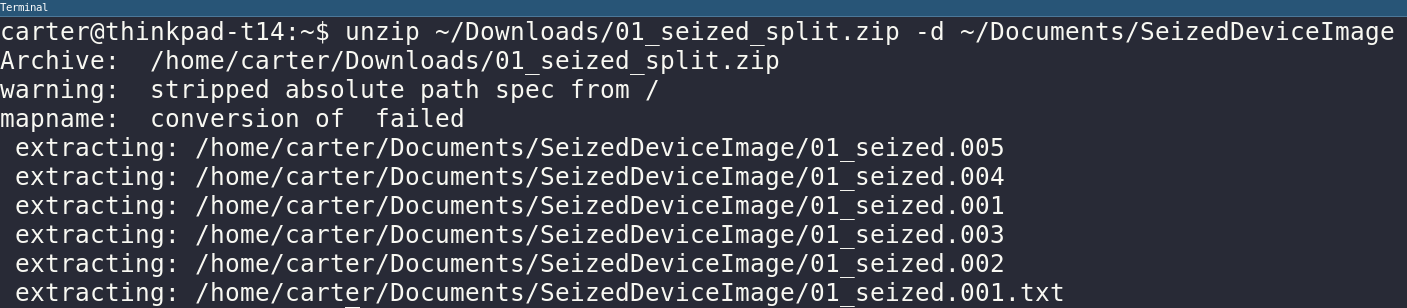 Terminal
carter@thinkpad-t14:~$ unzip ~/Downloads/01_seized_split.zip -d ~/Documents/SeizedDeviceImage
Archive:  /home/carter/Downloads/01_seized_split.zip
warning:  stripped absolute path spec from /
mapname:  conversion of  failed
 extracting: /home/carter/Documents/SeizedDeviceImage/01_seized.005
 extracting: /home/carter/Documents/SeizedDeviceImage/01_seized.004
 extracting: /home/carter/Documents/SeizedDeviceImage/01_seized.001
 extracting: /home/carter/Documents/SeizedDeviceImage/01_seized.003
 extracting: /home/carter/Documents/SeizedDeviceImage/01_seized.002
 extracting: /home/carter/Documents/SeizedDeviceImage/01_seized.001.txt